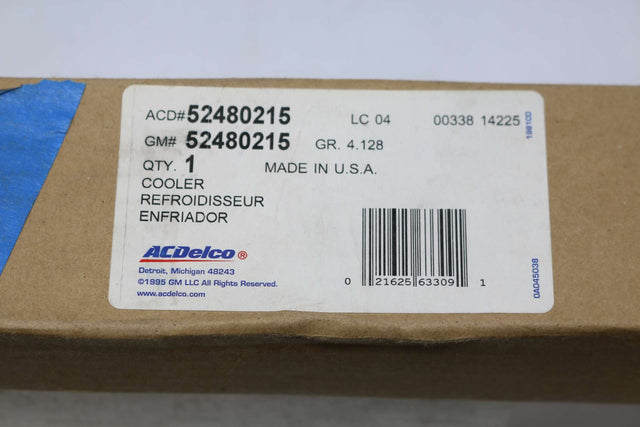 ACD# 52480215 LC 04 00338 14225
GM# 52480215 GR. 4.128
QTY. 1 MADE IN U.S.A.
COOLER
REFROIDISSEUR
ENFRIADOR
ACDelco®
Detroit, Michigan 48243
©1995 GM LLC All Rights Reserved.
www.acdelco.com
0 21625 63309 1
0A045038